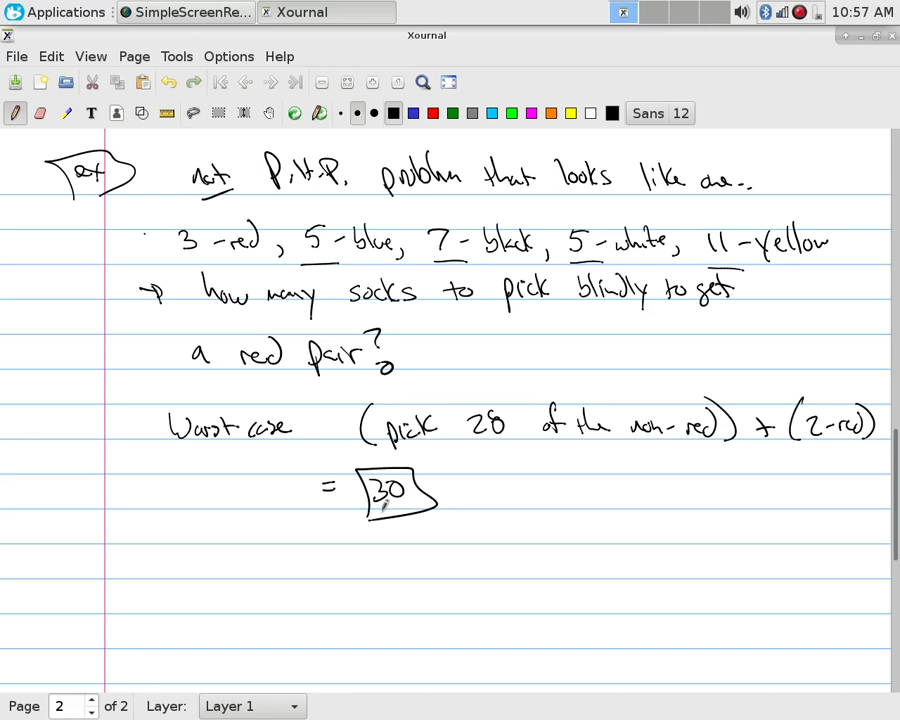 Applications SimpleScreenRe... Xournal 10:57 AM
Xournal
File Edit View Page Tools Options Help
T Sans 12
ex not P.H.P. problem that looks like one..
3-red, 5-blue, 7-black, 5-white, 11-yellow
→ how many socks to pick blindly to get
a red pair?
Worst case (pick 28 of the non-red) + (2-red)
= 30
Page 2 of 2 Layer: Layer 1